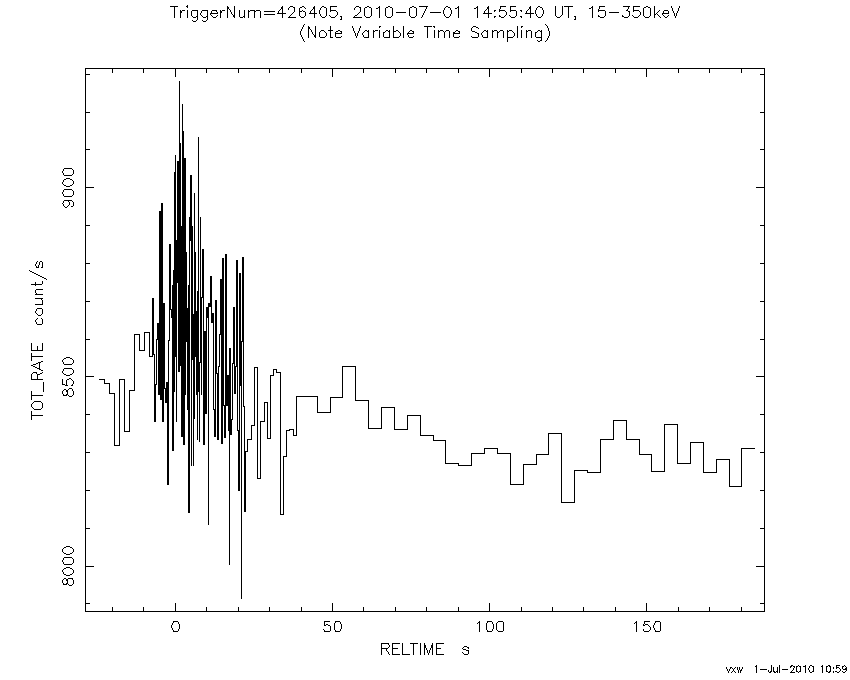 TriggerNum=426405, 2010-07-01 14:55:40 UT, 15-350keV
(Note Variable Time Sampling)
TOT_RATE count/s
9000
8500
8000
0 50 100 150
RELTIME s
vxw 1-Jul-2010 10:59